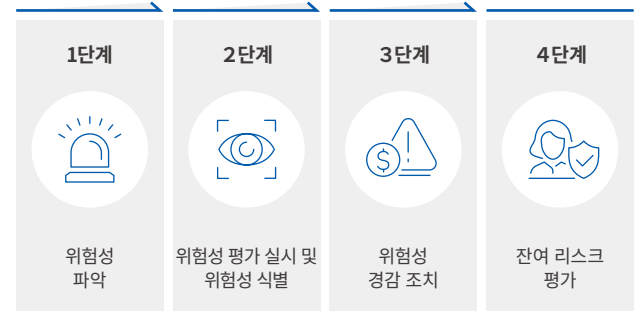 1단계
위험성
파악
2단계
위험성 평가 실시 및
위험성 식별
3단계
위험성
경감 조치
4단계
잔여 리스크
평가